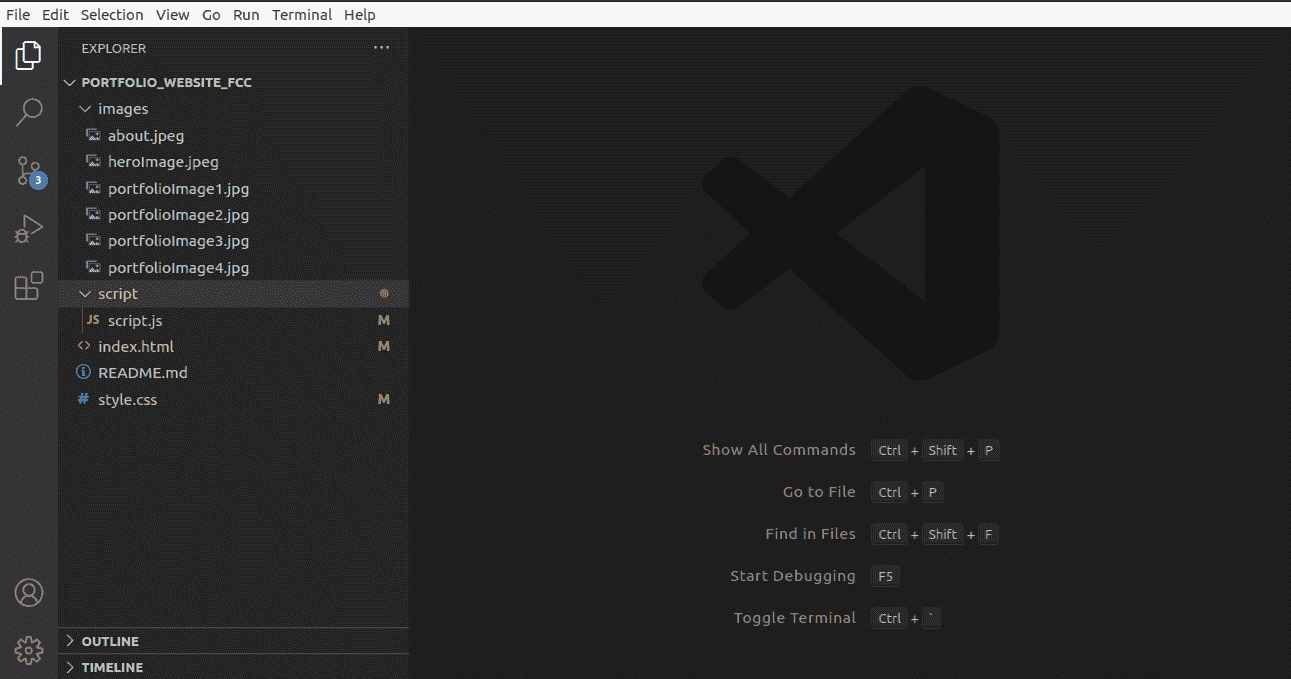 File Edit Selection View Go Run Terminal Help
EXPLORER ...
PORTFOLIO_WEBSITE_FCC
images
about.jpeg
heroImage.jpeg
portfolioImage1.jpg
portfolioImage2.jpg
portfolioImage3.jpg
portfolioImage4.jpg
script
JS script.js M
<> index.html M
README.md
# style.css M
3
OUTLINE
TIMELINE
Show All Commands Ctrl + Shift + P
Go to File Ctrl + P
Find in Files Ctrl + Shift + F
Start Debugging F5
Toggle Terminal Ctrl + `